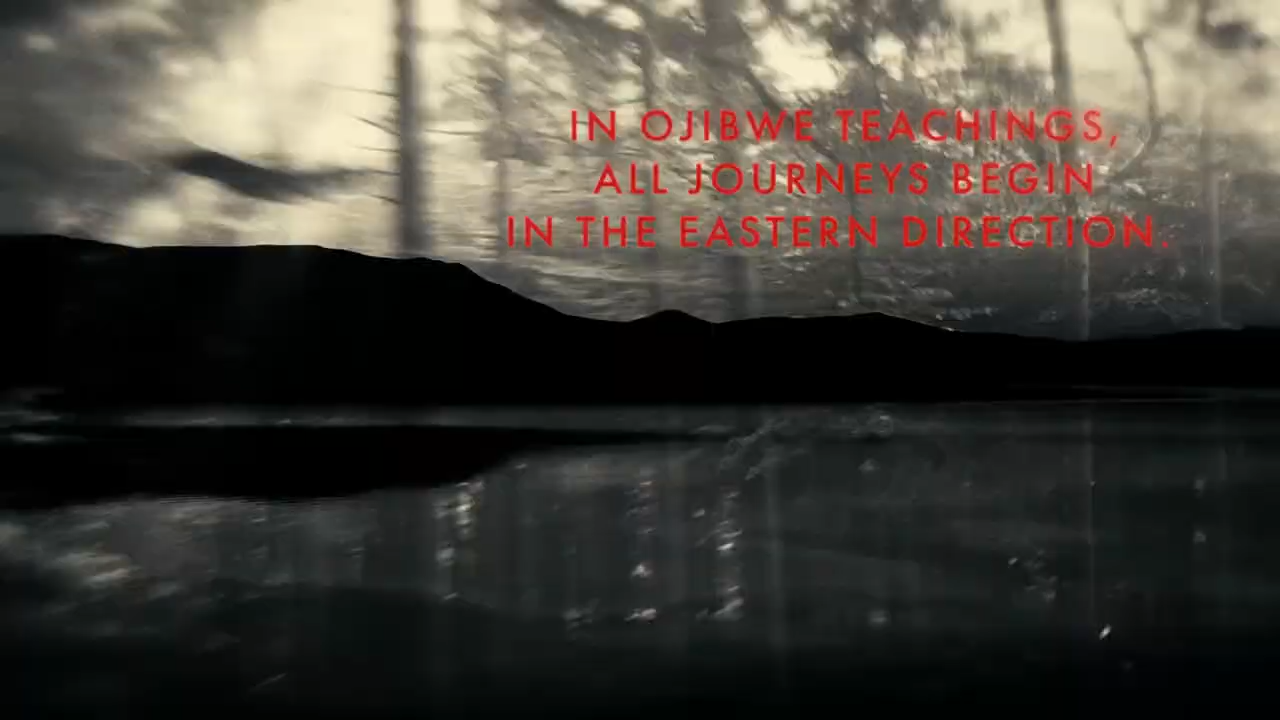 IN OJIBWE TEACHINGS,
ALL JOURNEYS BEGIN
IN THE EASTERN DIRECTION.